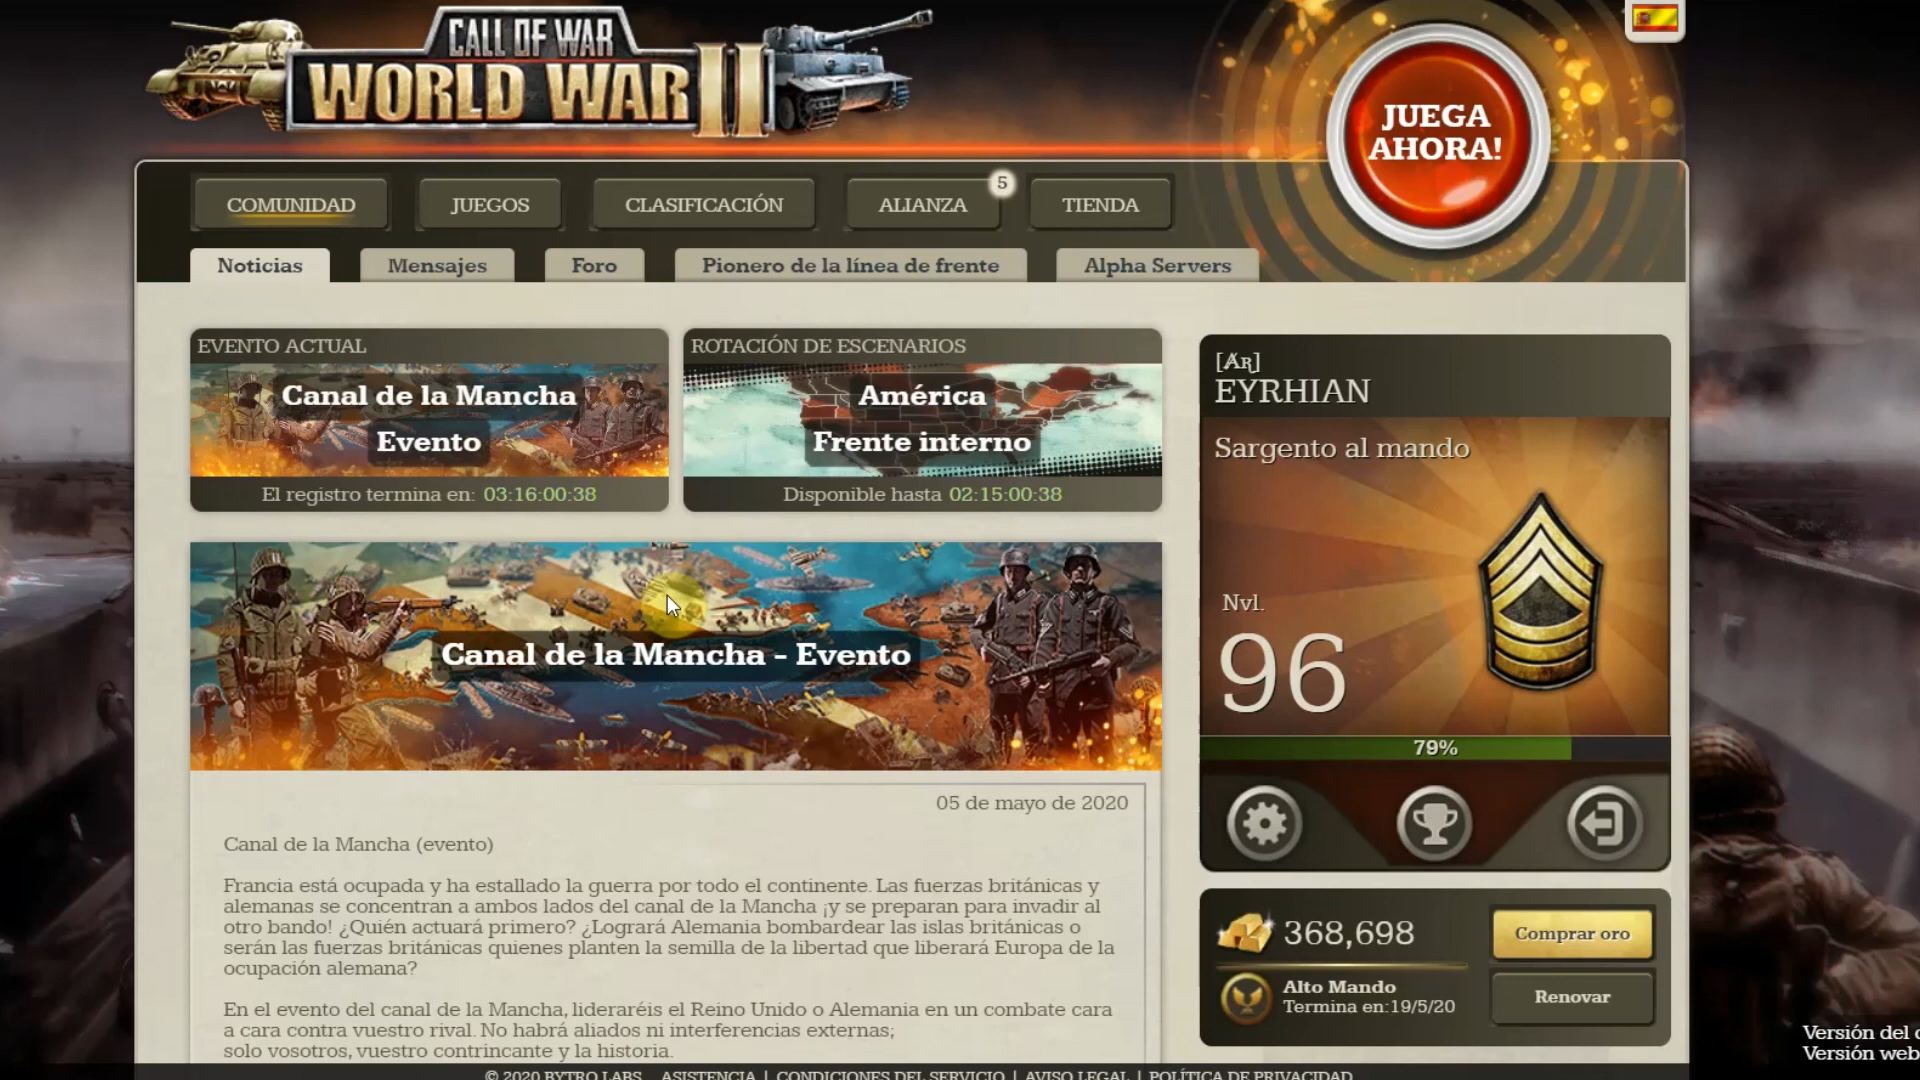 CALL OF WAR
WORLD WAR II
JUEGA
AHORA!
COMUNIDAD
JUEGOS
CLASIFICACIÓN
ALIANZA
5
TIENDA
Noticias
Mensajes
Foro
Pionero de la línea de frente
Alpha Servers
EVENTO ACTUAL
Canal de la Mancha
Evento
El registro termina en: 03:16:00:38
ROTACIÓN DE ESCENARIOS
América
Frente interno
Disponible hasta 02:15:00:38
EYRHIAN
Sargento al mando
Nvl.
96
79%
Canal de la Mancha - Evento
05 de mayo de 2020
Canal de la Mancha (evento)
Francia está ocupada y ha estallado la guerra por todo el continente. Las fuerzas británicas y
alemanas se concentran a ambos lados del canal de la Mancha ¡y se preparan para invadir al
otro bando! ¿Quién actuará primero? ¿Logrará Alemania bombardear las islas británicas o
serán las fuerzas británicas quienes planten la semilla de la libertad que liberará Europa de la
ocupación alemana?
En el evento del canal de la Mancha, lideraréis el Reino Unido o Alemania en un combate cara
a cara contra vuestro rival. No habrá aliados ni interferencias externas;
solo vosotros, vuestro contrincante y la historia.
368,698
Comprar oro
Alto Mando
Termina en:19/5/20
Renovar
Versión del
Versión web
© 2020 BYTRO LABS ASISTENCIA | CONDICIONES DEL SERVICIO | AVISO LEGAL | POLÍTICA DE PRIVACIDAD